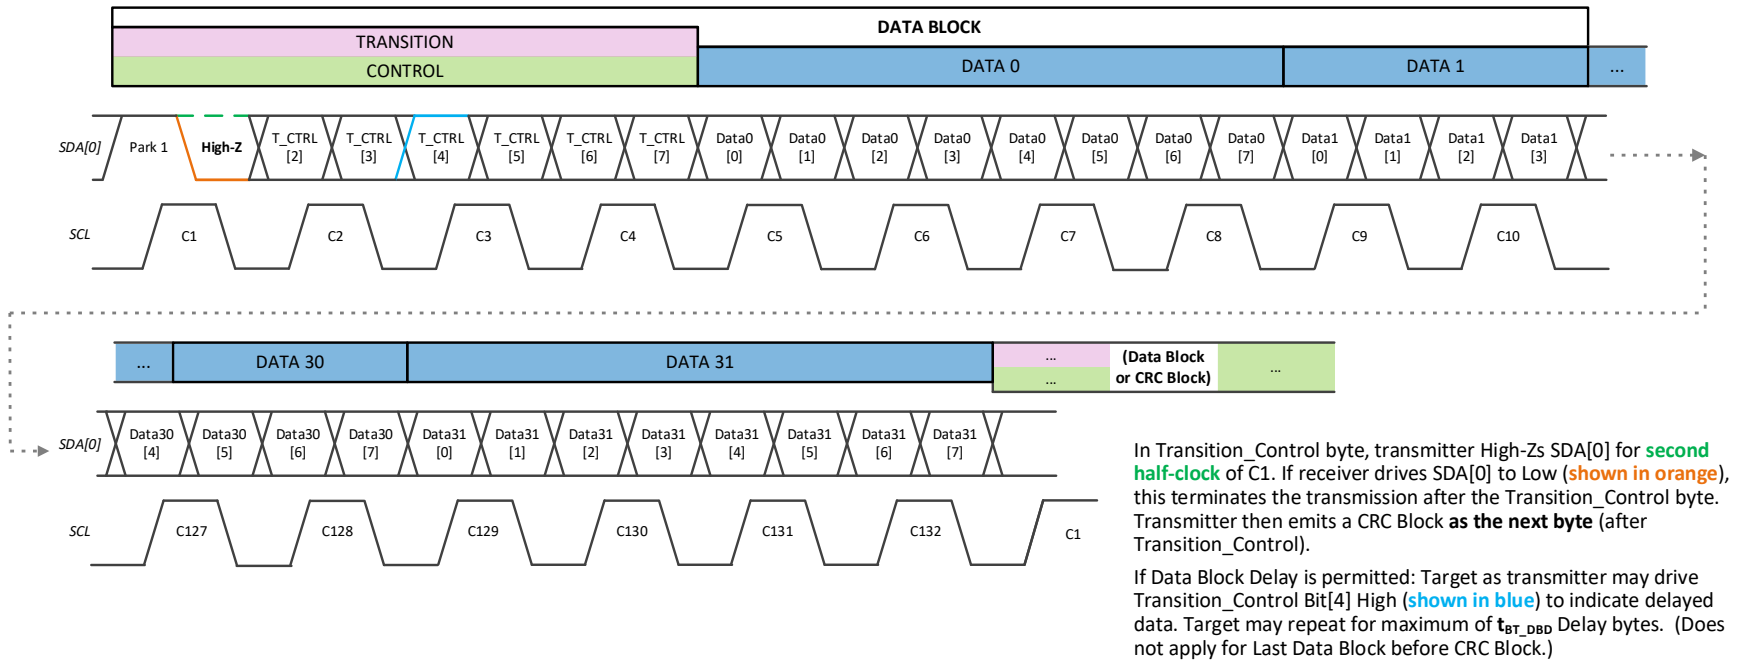 DATA BLOCK
TRANSITION
CONTROL
DATA 0
DATA 1
...
SDA[0]
Park 1
High-Z
T_CTRL
[2]
T_CTRL
[3]
T_CTRL
[4]
T_CTRL
[5]
T_CTRL
[6]
T_CTRL
[7]
Data0
[0]
Data0
[1]
Data0
[2]
Data0
[3]
Data0
[4]
Data0
[5]
Data0
[6]
Data0
[7]
Data1
[0]
Data1
[1]
Data1
[2]
Data1
[3]
SCL
C1
C2
C3
C4
C5
C6
C7
C8
C9
C10
...
DATA 30
DATA 31
...
...
(Data Block
or CRC Block)
...
SDA[0]
Data30
[4]
Data30
[5]
Data30
[6]
Data30
[7]
Data31
[0]
Data31
[1]
Data31
[2]
Data31
[3]
Data31
[4]
Data31
[5]
Data31
[6]
Data31
[7]
SCL
C127
C128
C129
C130
C131
C132
C1
In Transition_Control byte, transmitter High-Zs SDA[0] for second
half-clock of C1. If receiver drives SDA[0] to Low (shown in orange),
this terminates the transmission after the Transition_Control byte.
Transmitter then emits a CRC Block as the next byte (after
Transition_Control).
If Data Block Delay is permitted: Target as transmitter may drive
Transition_Control Bit[4] High (shown in blue) to indicate delayed
data. Target may repeat for maximum of tBT_DBD Delay bytes. (Does
not apply for Last Data Block before CRC Block.)